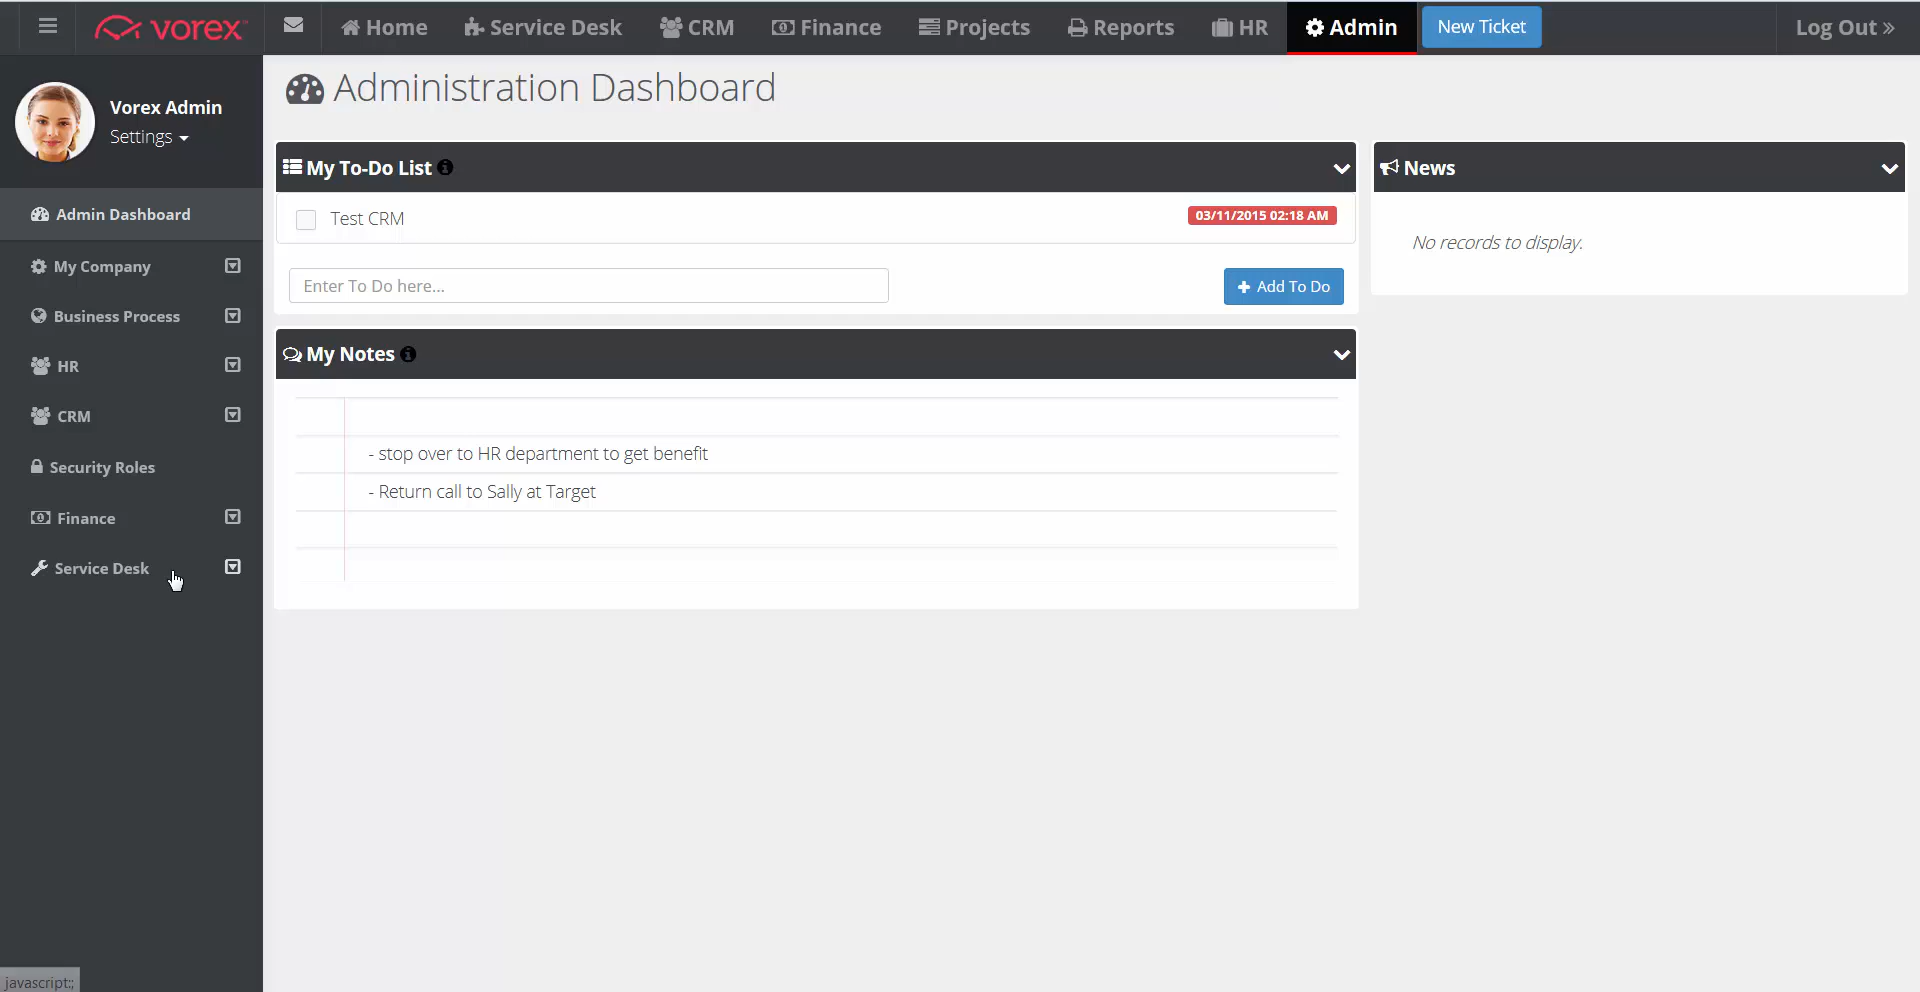 vorex
Home
Service Desk
CRM
Finance
Projects
Reports
HR
Admin
New Ticket
Log Out »
Vorex Admin
Settings
Admin Dashboard
My Company
Business Process
HR
CRM
Security Roles
Finance
Service Desk
javascript:;
Administration Dashboard
My To-Do List
Test CRM
03/11/2015 02:18 AM
Enter To Do here...
+ Add To Do
My Notes
- stop over to HR department to get benefit
- Return call to Sally at Target
News
No records to display.